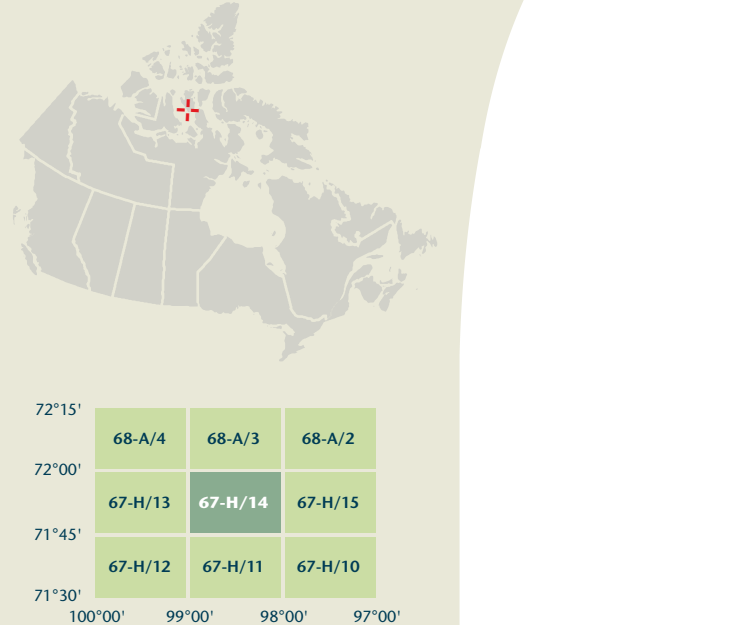 72°15'
68-A/4 68-A/3 68-A/2
72°00'
67-H/13 67-H/14 67-H/15
71°45'
67-H/12 67-H/11 67-H/10
71°30'
100°00' 99°00' 98°00' 97°00'